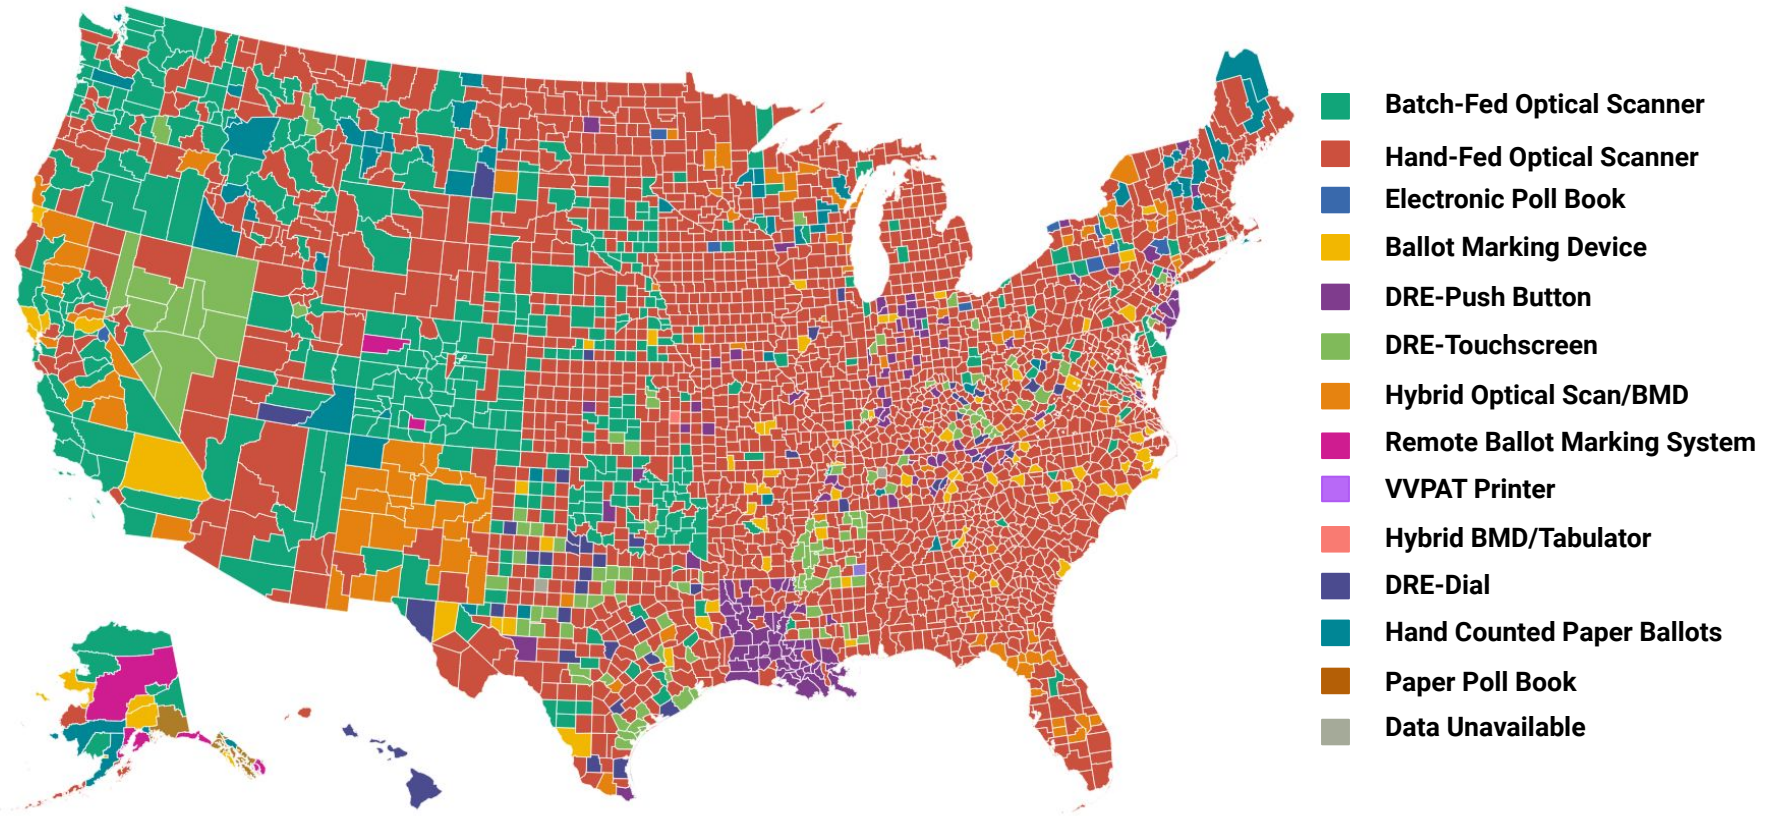 Batch-Fed Optical Scanner
Hand-Fed Optical Scanner
Electronic Poll Book
Ballot Marking Device
DRE-Push Button
DRE-Touchscreen
Hybrid Optical Scan/BMD
Remote Ballot Marking System
VVPAT Printer
Hybrid BMD/Tabulator
DRE-Dial
Hand Counted Paper Ballots
Paper Poll Book
Data Unavailable